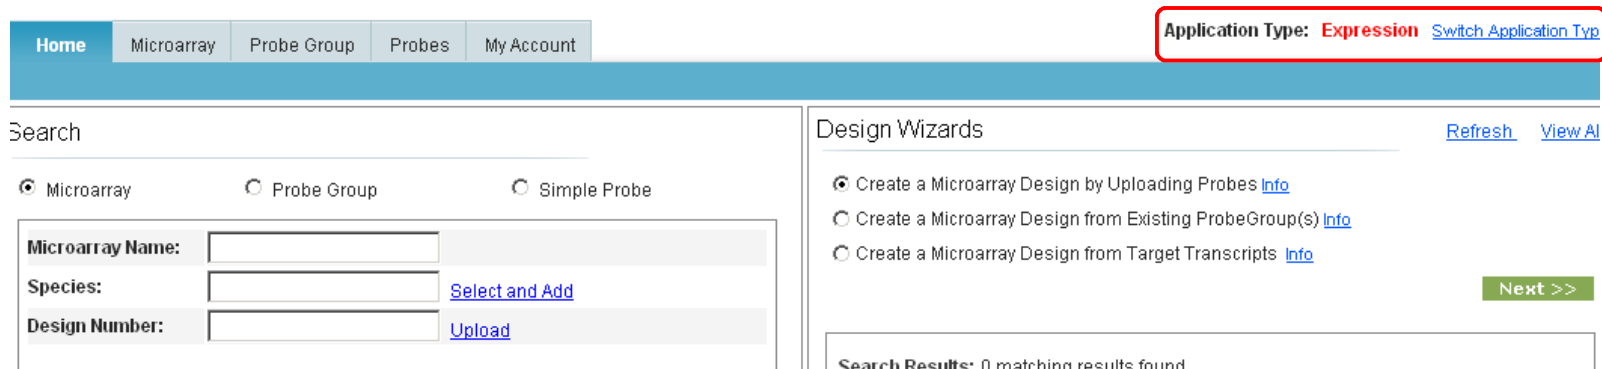 Home Microarray Probe Group Probes My Account
Application Type: Expression Switch Application Typ
Search
Microarray Probe Group Simple Probe
Microarray Name:
Species: Select and Add
Design Number: Upload
Design Wizards Refresh View Al
Create a Microarray Design by Uploading Probes Info
Create a Microarray Design from Existing ProbeGroup(s) Info
Create a Microarray Design from Target Transcripts Info
Next >>
Search Results: 0 matching results found